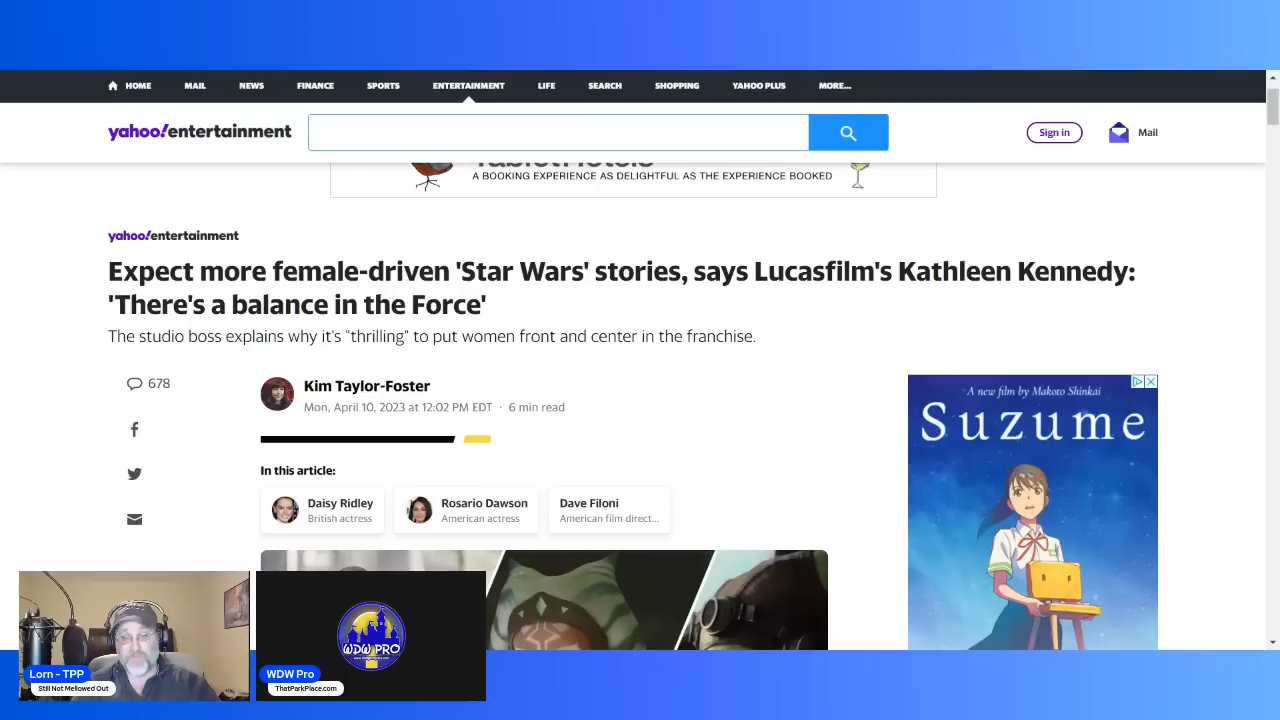 HOME MAIL NEWS FINANCE SPORTS ENTERTAINMENT LIFE SEARCH SHOPPING YAHOO PLUS MORE...
yahoo!entertainment
Sign in
Mail
A BOOKING EXPERIENCE AS DELIGHTFUL AS THE EXPERIENCE BOOKED
yahoo!entertainment
Expect more female-driven 'Star Wars' stories, says Lucasfilm's Kathleen Kennedy:
'There's a balance in the Force'
The studio boss explains why it's "thrilling" to put women front and center in the franchise.
678
Kim Taylor-Foster
Mon, April 10, 2023 at 12:02 PM EDT · 6 min read
In this article:
Daisy Ridley
British actress
Rosario Dawson
American actress
Dave Filoni
American film direct...
A new film by Makoto Shinkai
Suzume
Lorn - TPP
Still Not Mellowed Out
WDW PRO
WDW Pro
ThatParkPlace.com